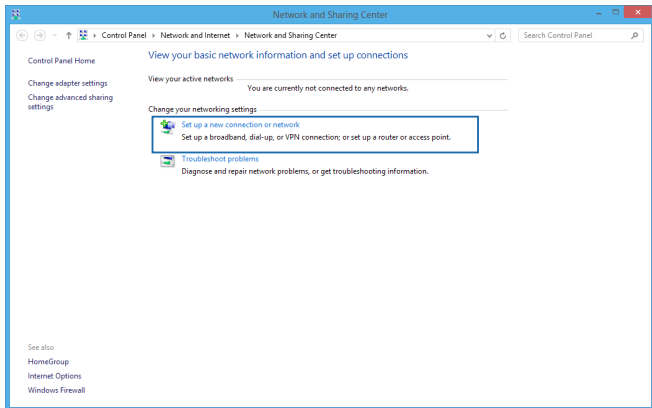 Network and Sharing Center
Control Panel Network and Internet Network and Sharing Center
Search Control Panel
Control Panel Home
Change adapter settings
Change advanced sharing
settings
View your basic network information and set up connections
View your active networks
You are currently not connected to any networks.
Change your networking settings
Set up a new connection or network
Set up a broadband, dial-up, or VPN connection; or set up a router or access point.
Troubleshoot problems
Diagnose and repair network problems, or get troubleshooting information.
See also
HomeGroup
Internet Options
Windows Firewall